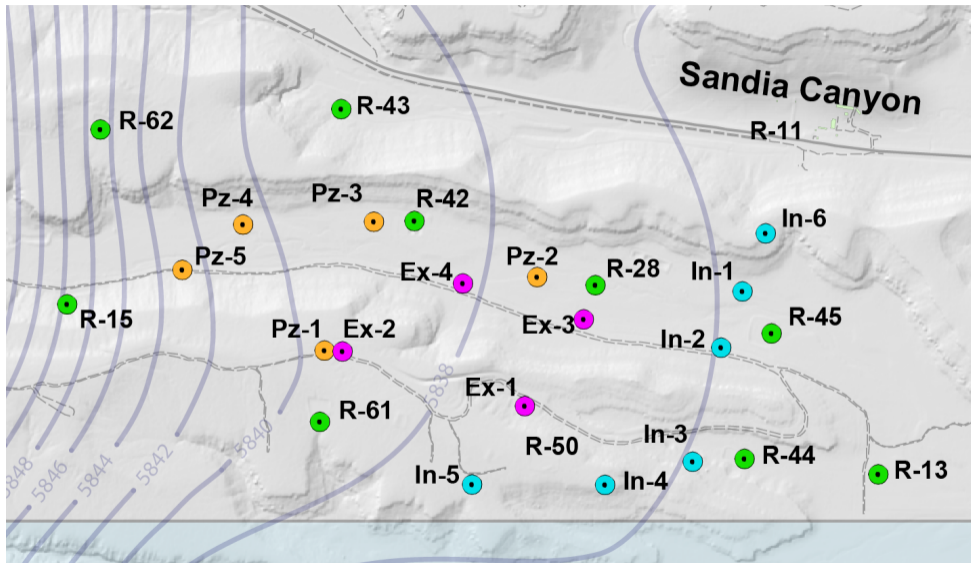 Sandia Canyon
R-43
R-62
R-11
Pz-4
Pz-3
R-42
In-6
Pz-5
Ex-4
Pz-2
R-28
In-1
R-15
Pz-1
Ex-2
Ex-3
In-2
R-45
5838
Ex-1
R-61
R-50
In-3
5840
5842
5844
5846
5848
In-5
In-4
R-44
R-13